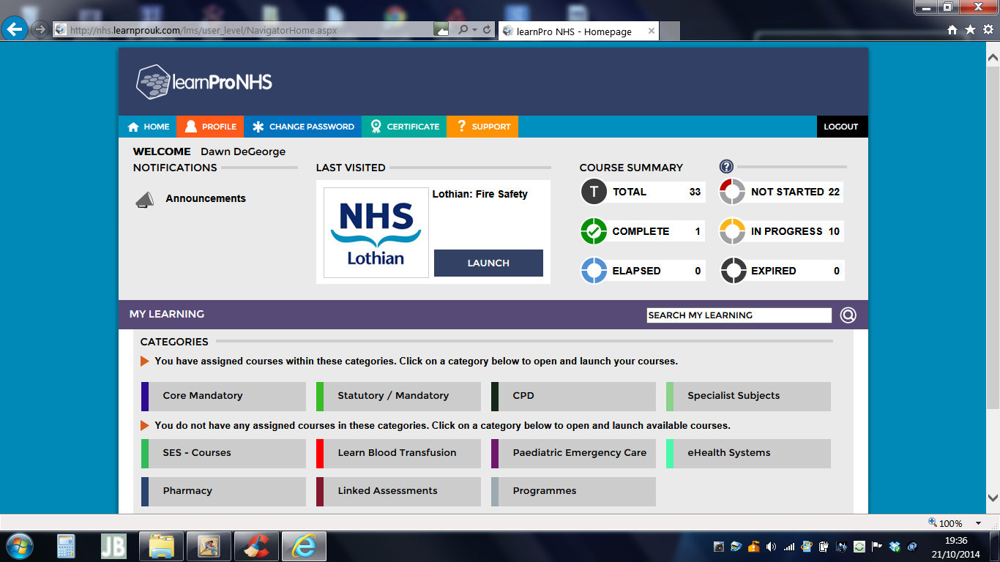 http://nhs.learnprouk.com/lms/user_level/NavigatorHome.aspx
learnPro NHS - Homepage
learnProNHS
HOME
PROFILE
CHANGE PASSWORD
CERTIFICATE
? SUPPORT
LOGOUT
WELCOME Dawn DeGeorge
NOTIFICATIONS
Announcements
LAST VISITED
NHS
Lothian
Lothian: Fire Safety
LAUNCH
COURSE SUMMARY
?
T TOTAL 33
NOT STARTED 22
COMPLETE 1
IN PROGRESS 10
ELAPSED 0
EXPIRED 0
MY LEARNING
SEARCH MY LEARNING
CATEGORIES
You have assigned courses within these categories. Click on a category below to open and launch your courses.
Core Mandatory
Statutory / Mandatory
CPD
Specialist Subjects
You do not have any assigned courses in these categories. Click on a category below to open and launch available courses.
SES - Courses
Learn Blood Transfusion
Paediatric Emergency Care
eHealth Systems
Pharmacy
Linked Assessments
Programmes
100%
JB
19:36
21/10/2014